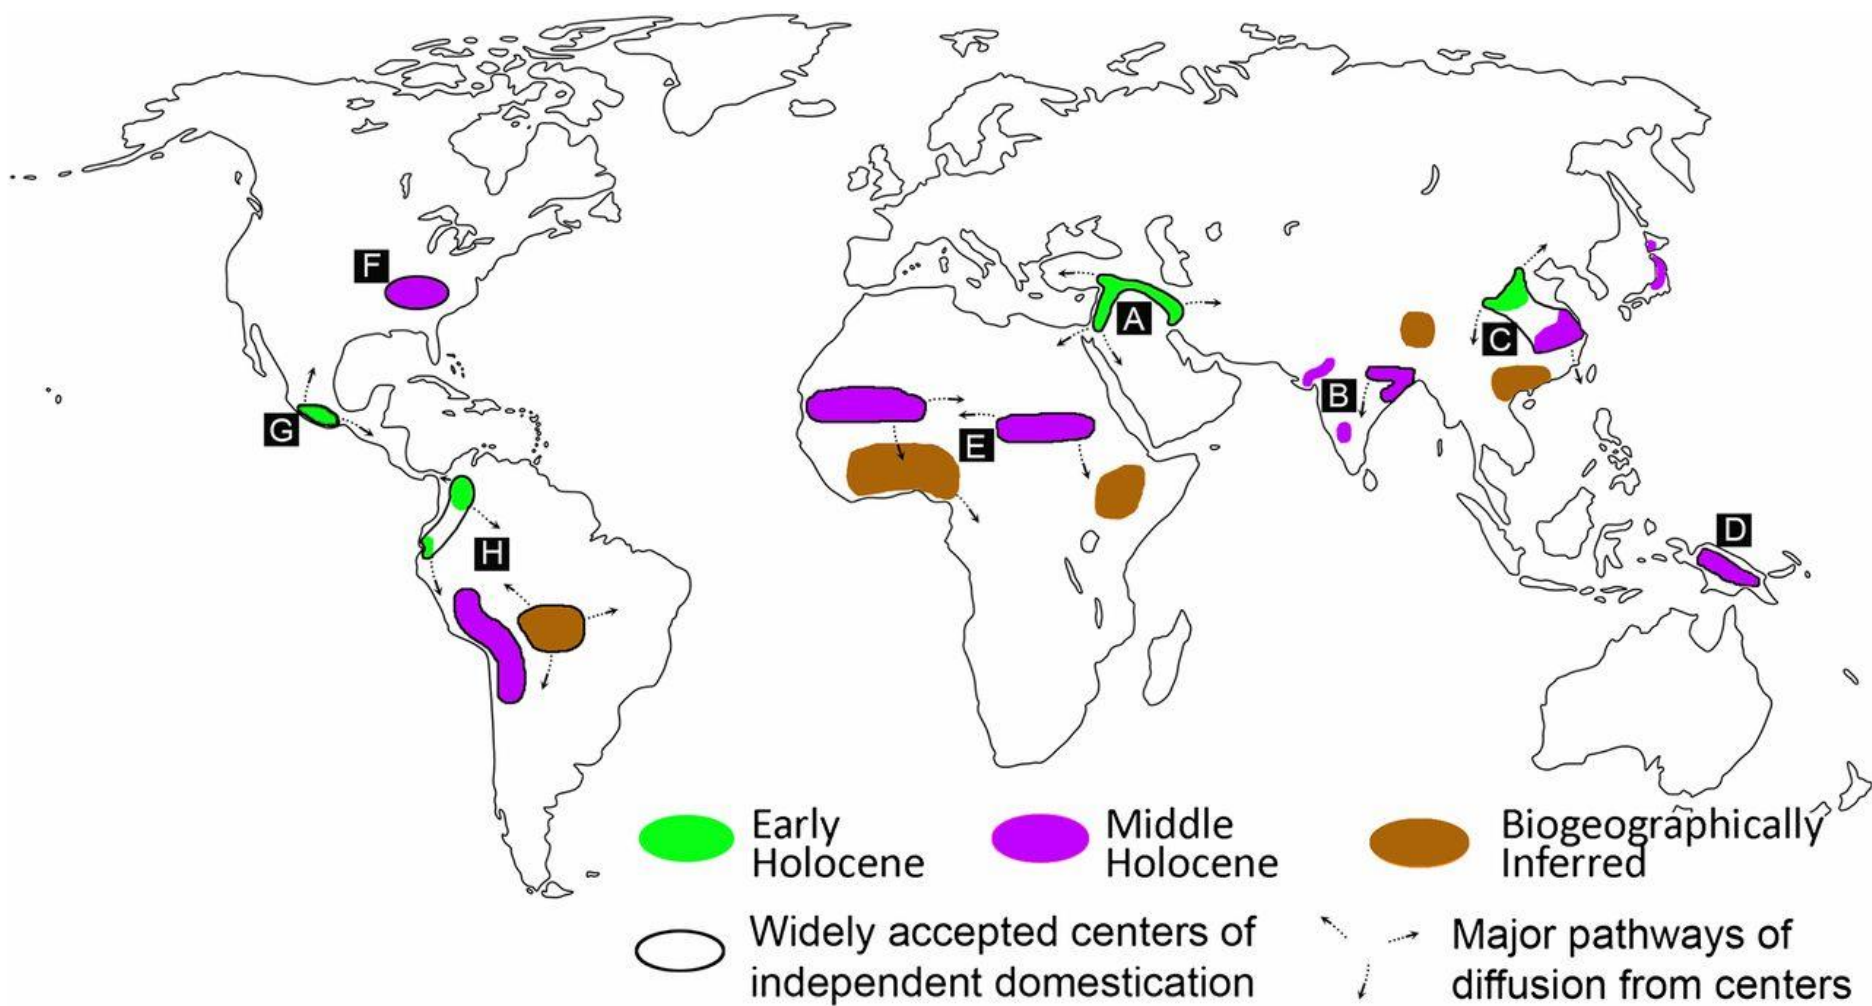 F
A
C
B
G
E
D
H
Early
Holocene
Middle
Holocene
Biogeographically
Inferred
Widely accepted centers of
independent domestication
Major pathways of
diffusion from centers